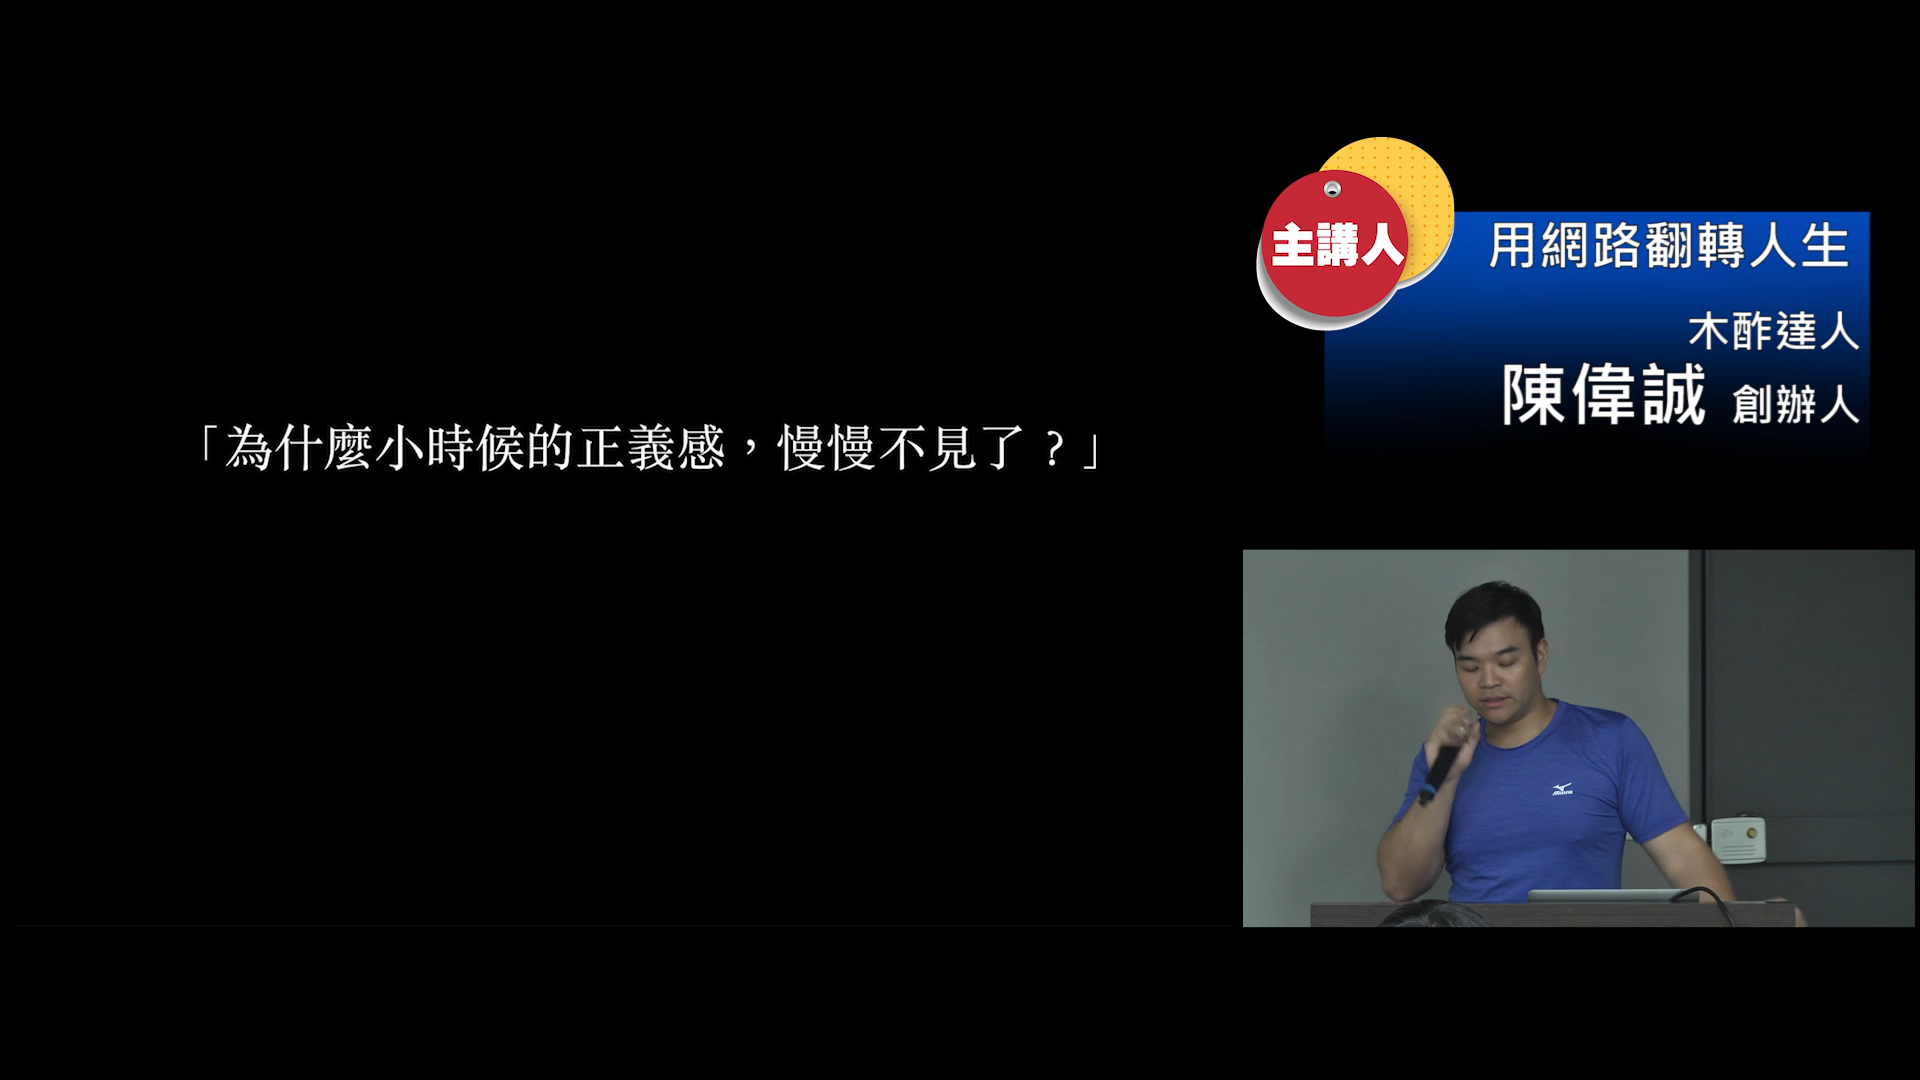 「為什麼小時候的正義感，慢慢不見了？」
主講人
用網路翻轉人生
木酢達人
陳偉誠 創辦人
MIZUNO